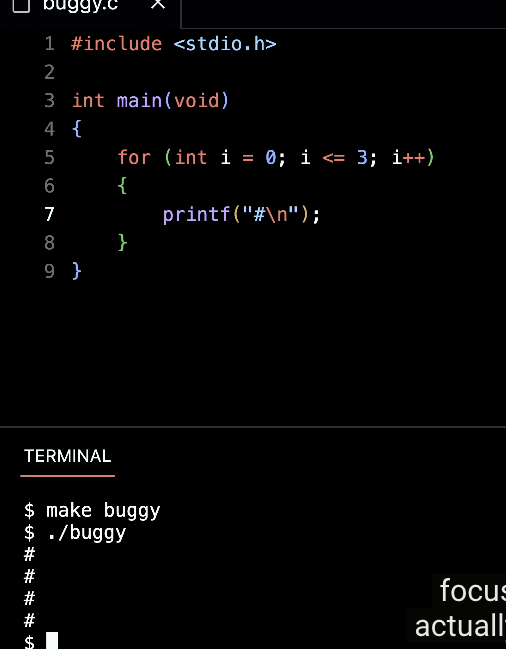 buggy.c ×
1 #include <stdio.h>
2
3 int main(void)
4 {
5     for (int i = 0; i <= 3; i++)
6     {
7         printf("#\n");
8     }
9 }
TERMINAL
$ make buggy
$ ./buggy
#
#
#
#
$
focus
actually